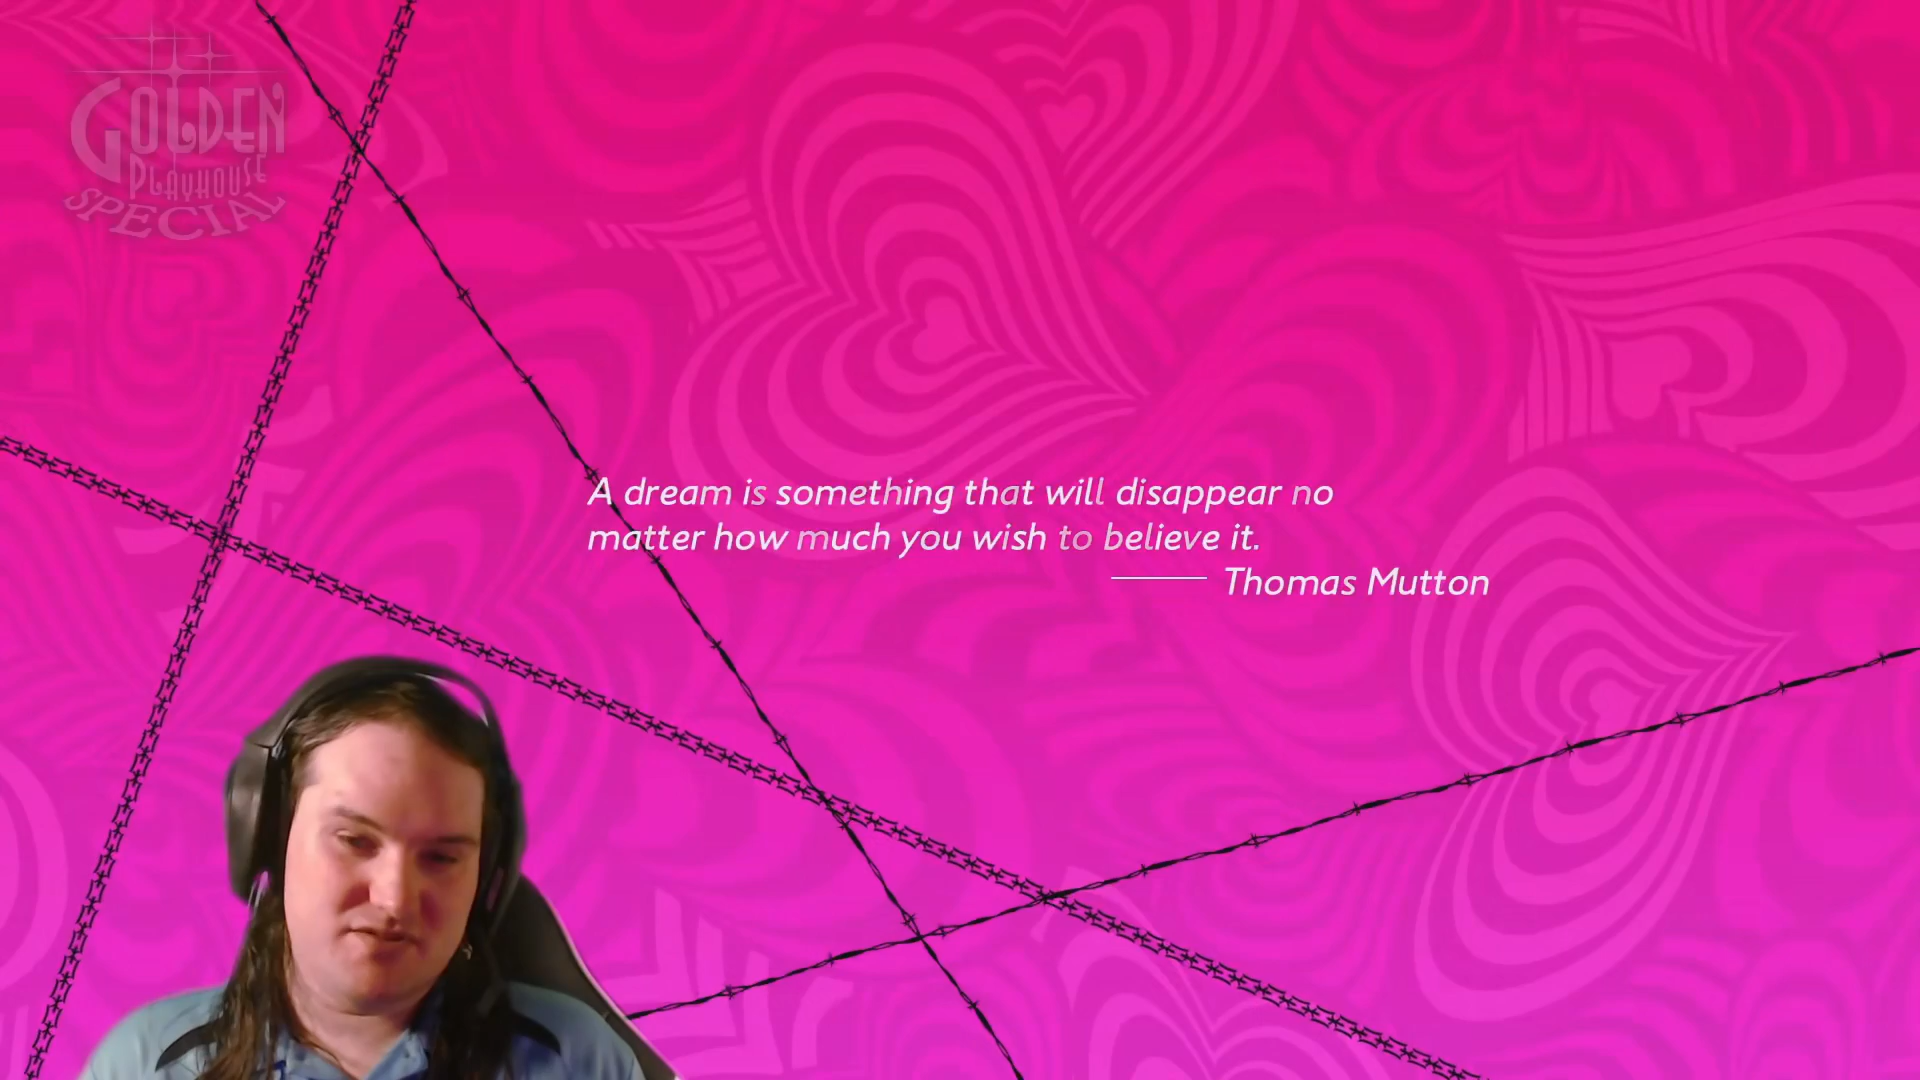 GOLDEN
PLAYHOUSE
SPECIAL
A dream is something that will disappear no
matter how much you wish to believe it.
Thomas Mutton